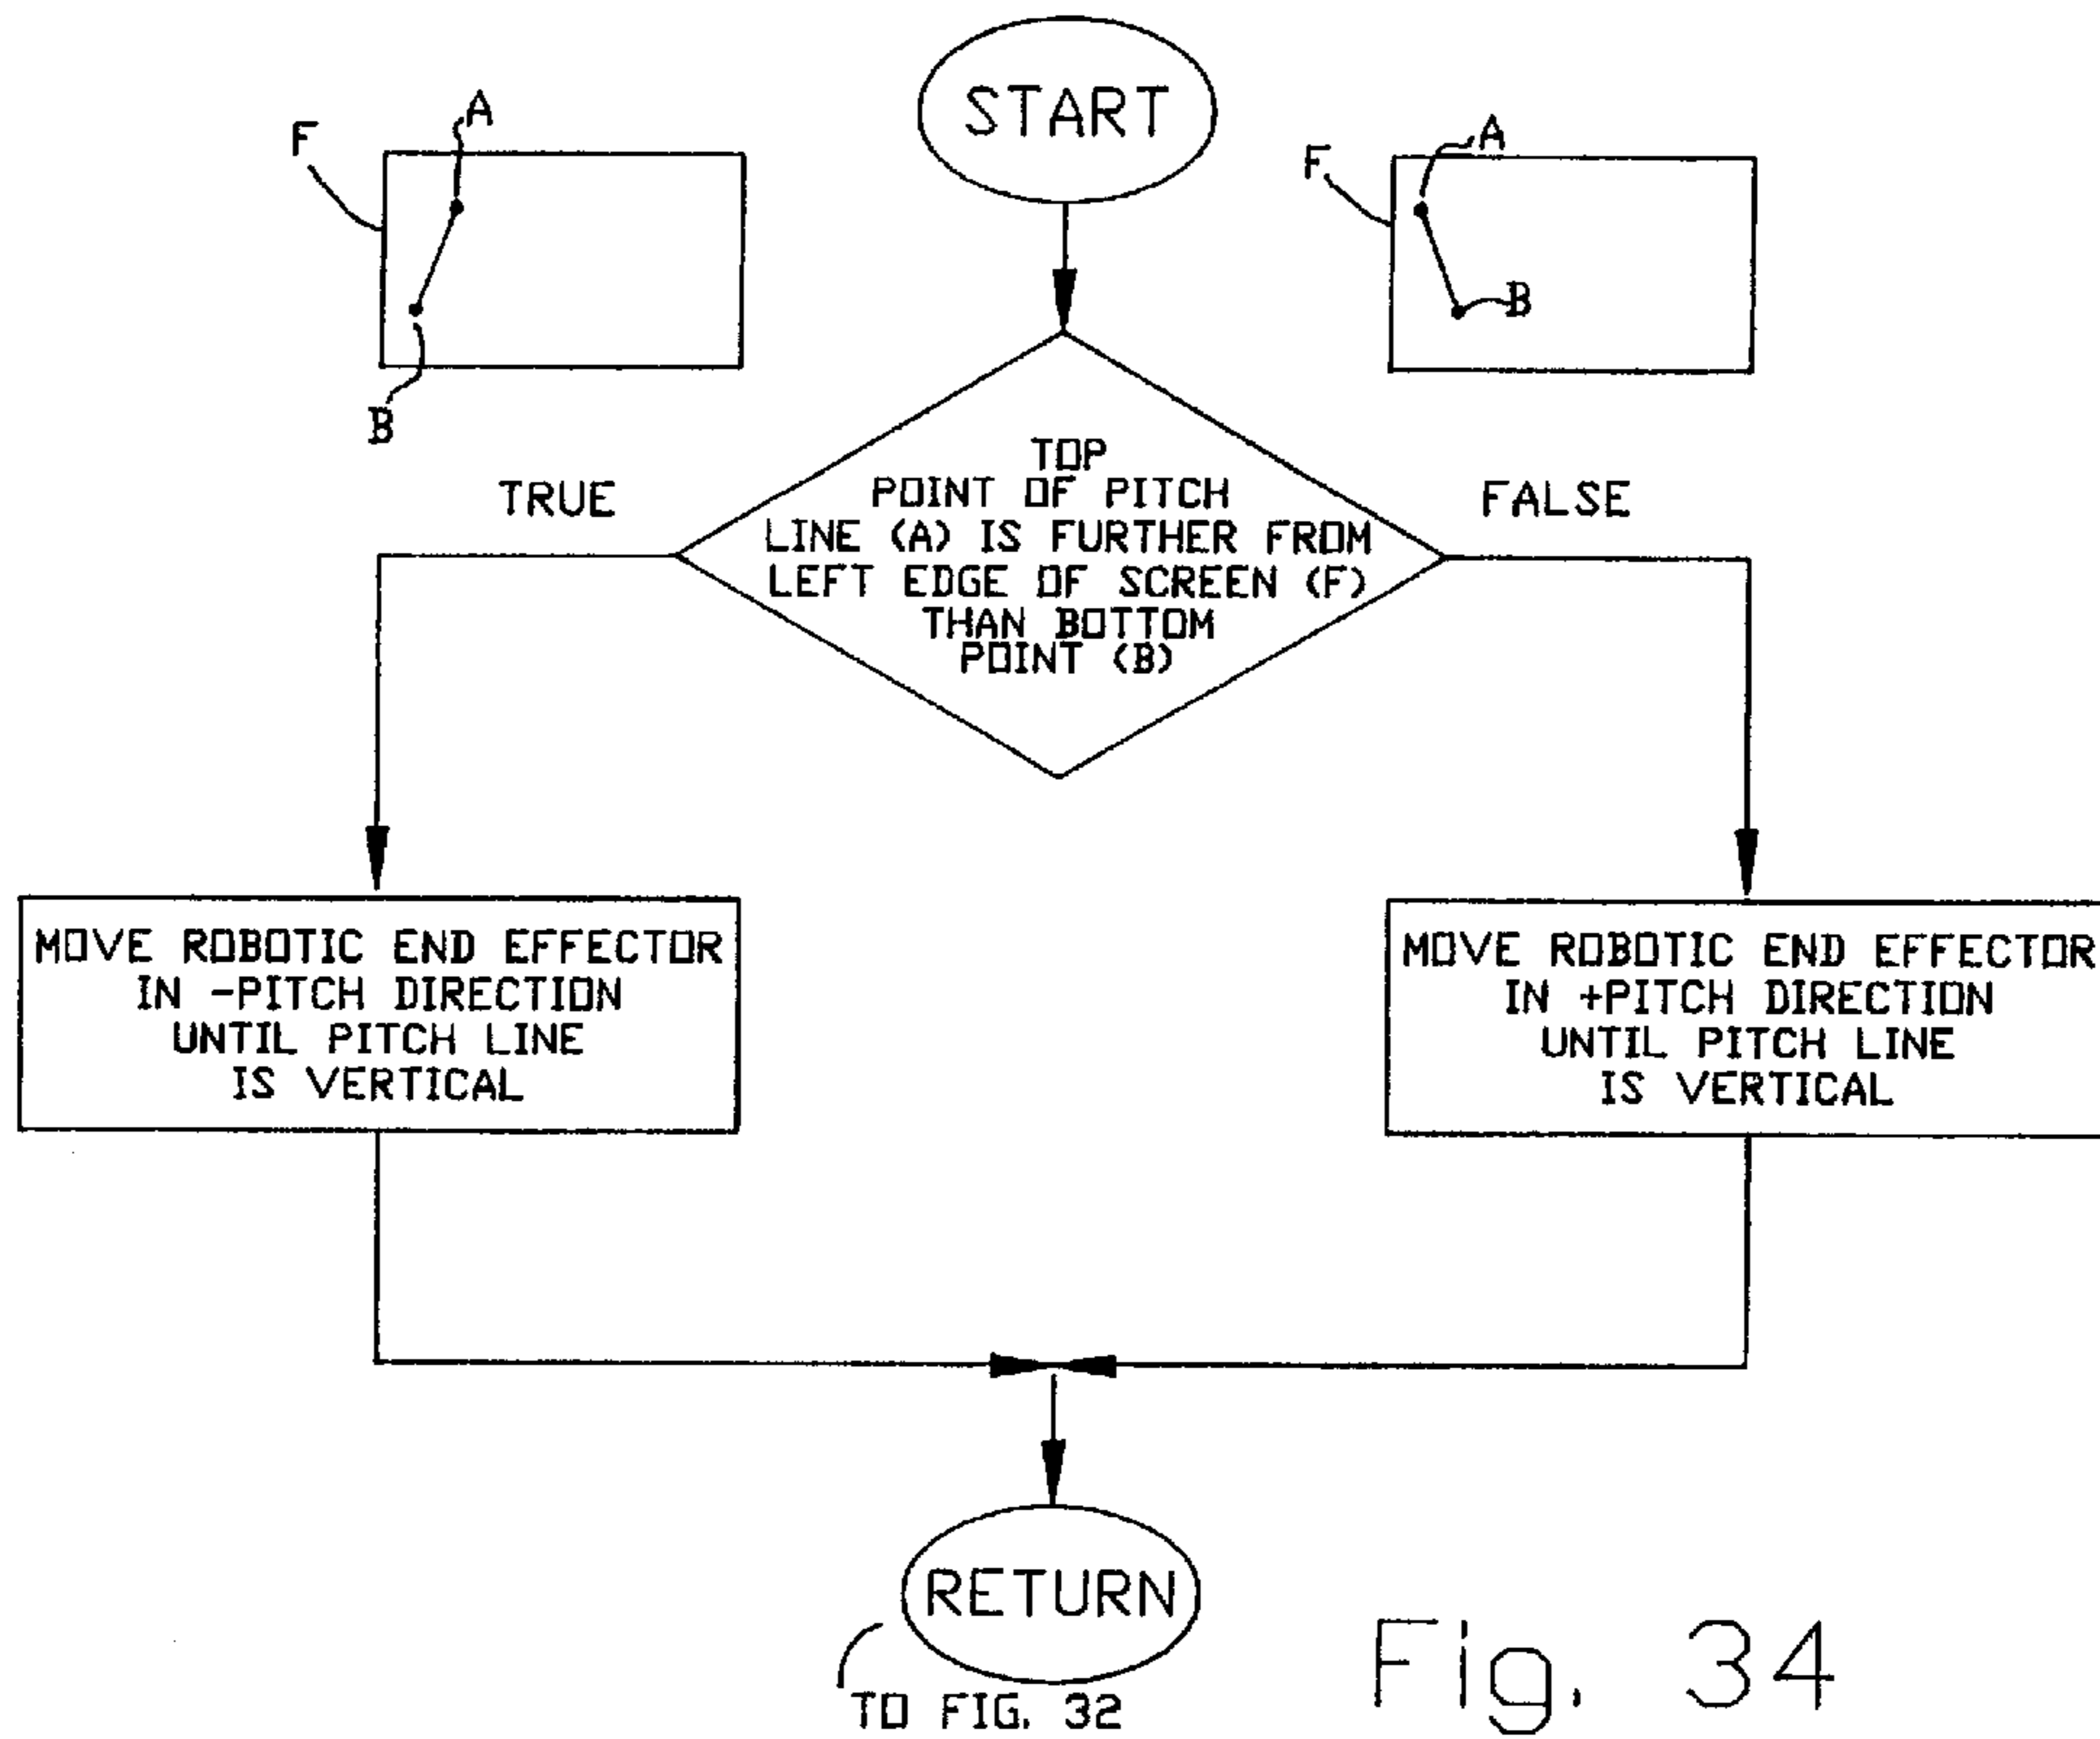 START
A
F
B
A
F
B
TOP
POINT OF PITCH
LINE (A) IS FURTHER FROM
LEFT EDGE OF SCREEN (F)
THAN BOTTOM
POINT (B)
TRUE
FALSE
MOVE ROBOTIC END EFFECTOR
IN -PITCH DIRECTION
UNTIL PITCH LINE
IS VERTICAL
MOVE ROBOTIC END EFFECTOR
IN +PITCH DIRECTION
UNTIL PITCH LINE
IS VERTICAL
RETURN
TO FIG. 32
Fig. 34